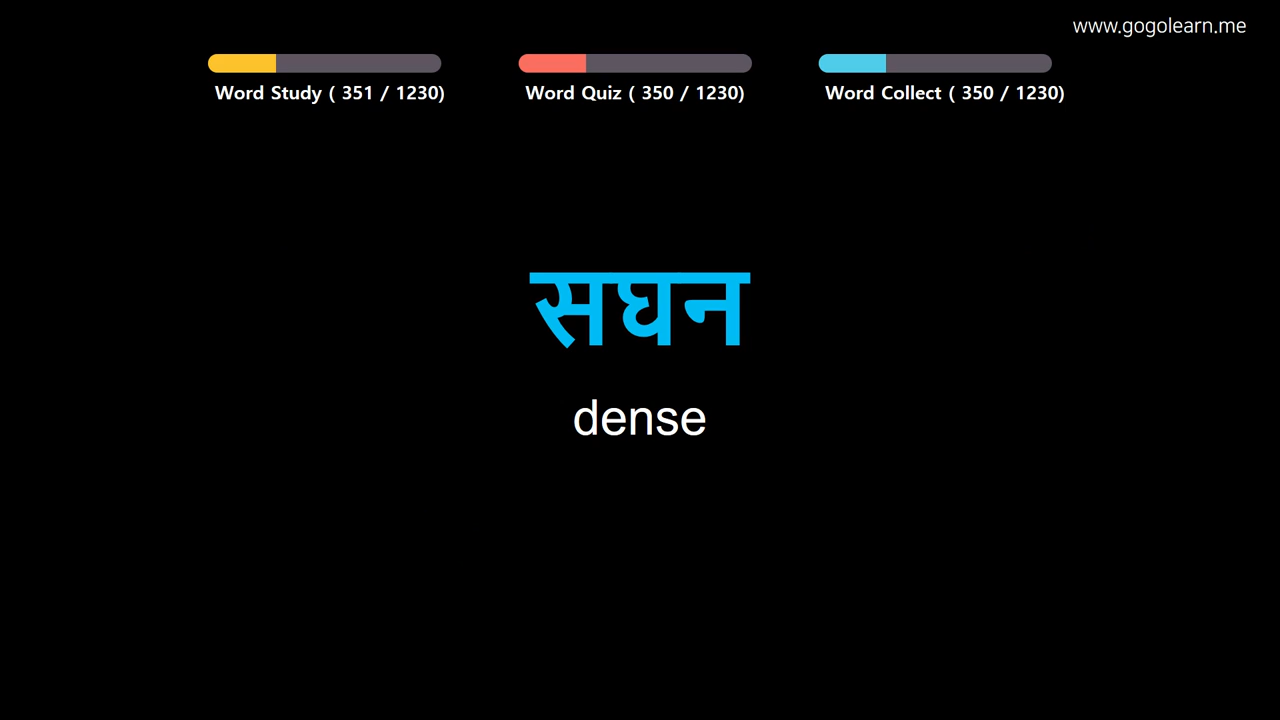 www.gogolearn.me
Word Study ( 351 / 1230)
Word Quiz ( 350 / 1230)
Word Collect ( 350 / 1230)
सघन
dense